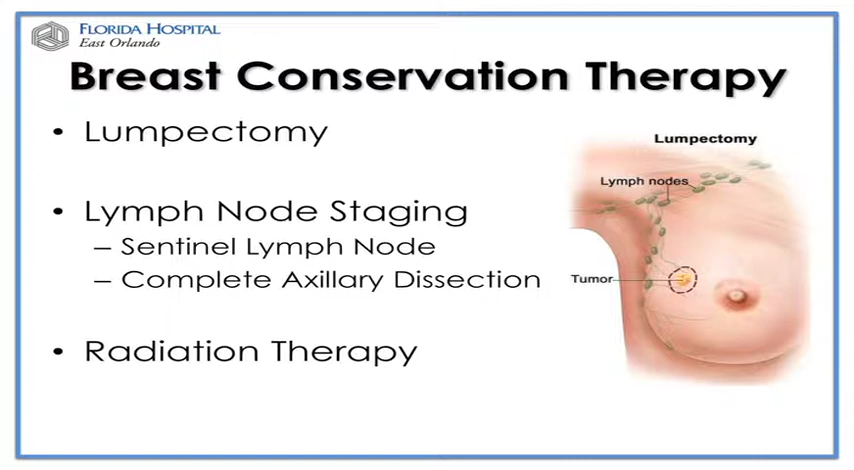 FLORIDA HOSPITAL
East Orlando
Breast Conservation Therapy
• Lumpectomy
• Lymph Node Staging
– Sentinel Lymph Node
– Complete Axillary Dissection
• Radiation Therapy
Lumpectomy
Lymph nodes
Tumor